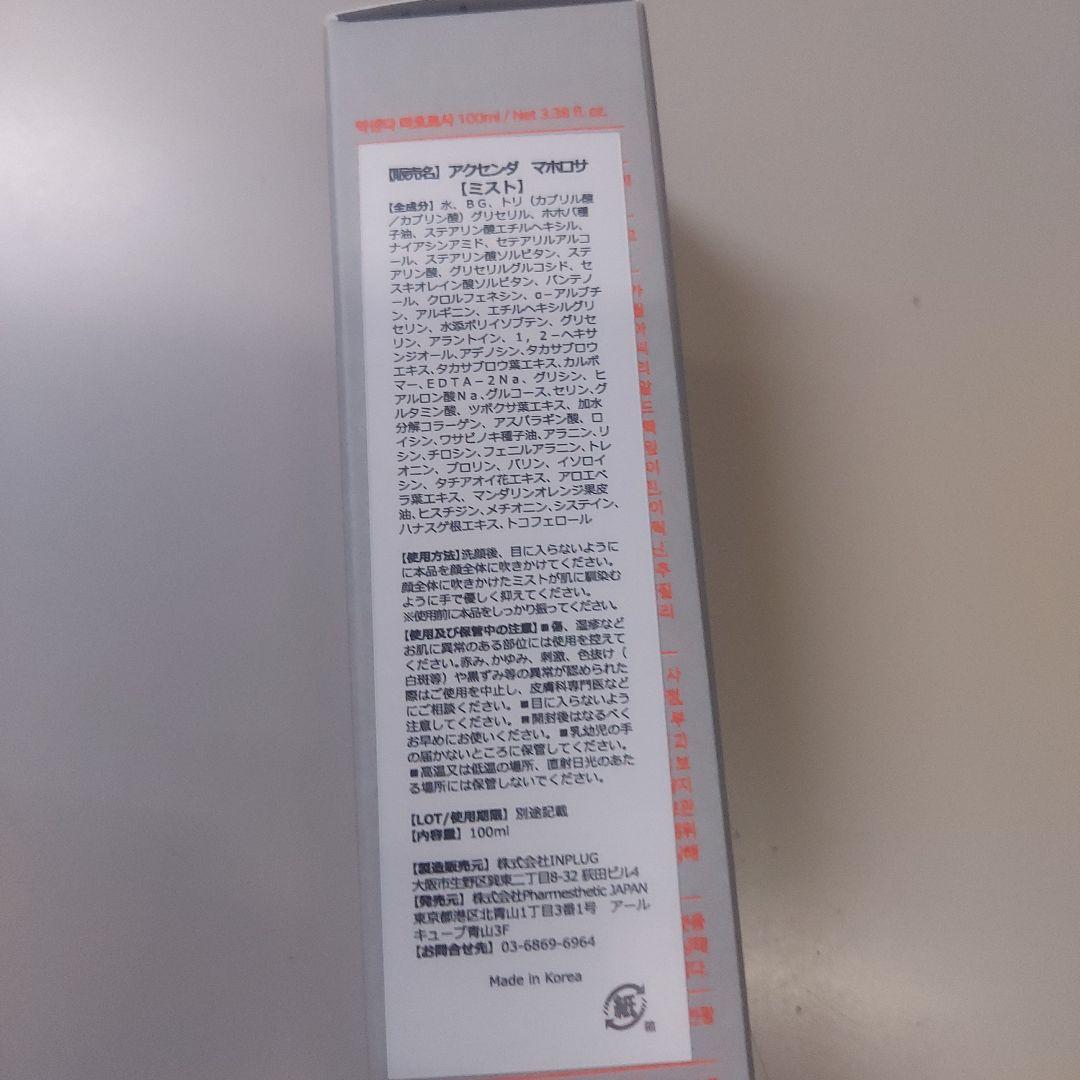 악센다 마호로사 100ml / Net 3.38 fl. oz.
【販売名】アクセンダ マホロサ
【ミスト】
【全成分】水、ＢＧ、トリ（カプリル酸
／カプリン酸）グリセリル、ホホバ種
子油、ステアリン酸エチルヘキシル、
ナイアシンアミド、セテアリルアルコ
ール、ステアリン酸ソルビタン、ステ
アリン酸、グリセリルグルコシド、セ
スキオレイン酸ソルビタン、パンテノ
ール、クロルフェネシン、α－アルブチ
ン、アルギニン、エチルヘキシルグリ
セリン、水添ポリイソブテン、グリセ
リン、アラントイン、１，２－ヘキサ
ンジオール、アデノシン、タカサブロウ
エキス、タカサブロウ葉エキス、カルボ
マー、ＥＤＴＡ－２Ｎａ、グリシン、ヒ
アルロン酸Ｎａ、グルコース、セリン、グ
ルタミン酸、ツボクサ葉エキス、加水
分解コラーゲン、アスパラギン酸、ロ
イシン、ワサビノキ種子油、アラニン、リ
シン、チロシン、フェニルアラニン、トレ
オニン、プロリン、バリン、イソロイ
シン、タチアオイ花エキス、アロエベ
ラ葉エキス、マンダリンオレンジ果皮
油、ヒスチジン、メチオニン、システイン、
ハナスゲ根エキス、トコフェロール
【使用方法】洗顔後、目に入らないように
に本品を顔全体に吹きかけてください。
顔全体に吹きかけたミストが肌に馴染む
ように手で優しく抑えてください。
※使用前に本品をしっかり振ってください。
【使用及び保管中の注意】■傷、湿疹など
お肌に異常のある部位には使用を控えて
ください。赤み、かゆみ、刺激、色抜け（
白斑等）や黒ずみ等の異常が認められた
際はご使用を中止し、皮膚科専門医など
にご相談ください。■目に入らないよう
注意してください。■開封後はなるべく
お早めにお使いください。■乳幼児の手
の届かないところに保管してください。
■高温又は低温の場所、直射日光のあた
る場所には保管しないでください。
【LOT/使用期限】別途記載
【内容量】100ml
【製造販売元】株式会社INPLUG
大阪市生野区巽東二丁目8-32 荻田ビル4
【発売元】株式会社Pharmesthetic JAPAN
東京都港区北青山1丁目3番1号 アール
キューブ青山3F
【お問合せ先】03-6869-6964
Made in Korea
紙
箱